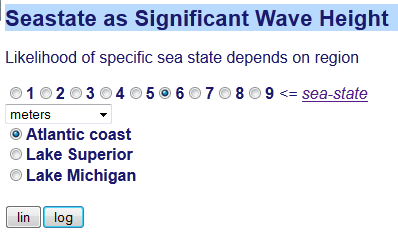 Seastate as Significant Wave Height
Likelihood of specific sea state depends on region
1 2 3 4 5 6 7 8 9 <= sea-state
meters
Atlantic coast
Lake Superior
Lake Michigan
lin log